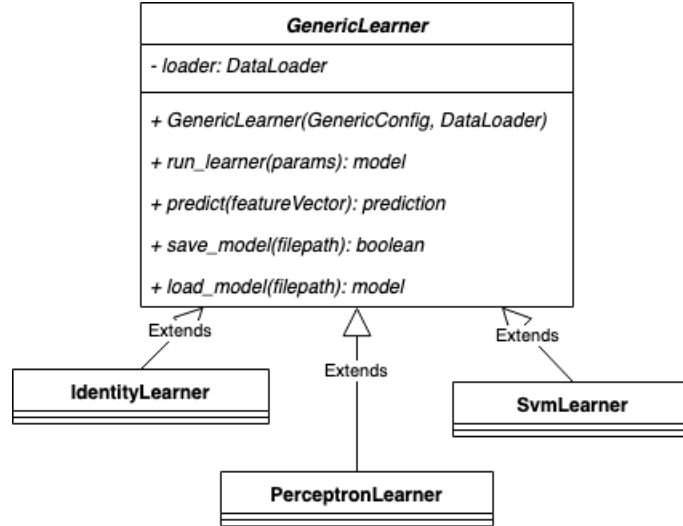 GenericLearner
- loader: DataLoader
+ GenericLearner(GenericConfig, DataLoader)
+ run_learner(params): model
+ predict(featureVector): prediction
+ save_model(filepath): boolean
+ load_model(filepath): model
Extends
Extends
Extends
IdentityLearner
SvmLearner
PerceptronLearner